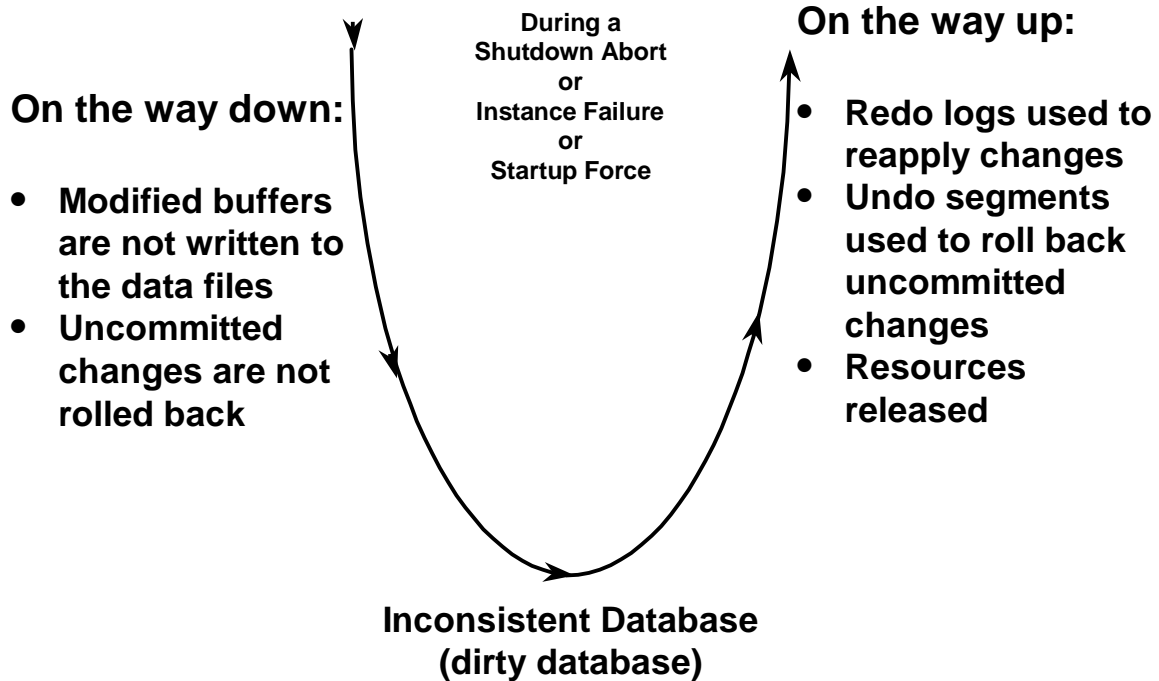 On the way down:
• Modified buffers
are not written to
the data files
• Uncommitted
changes are not
rolled back
During a
Shutdown Abort
or
Instance Failure
or
Startup Force
On the way up:
• Redo logs used to
reapply changes
• Undo segments
used to roll back
uncommitted
changes
• Resources
released
Inconsistent Database
(dirty database)